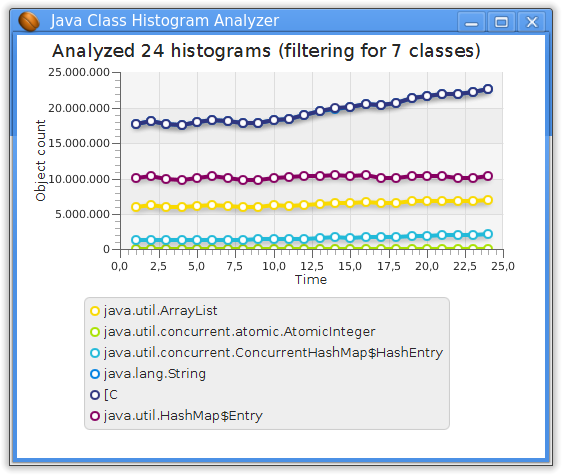 Java Class Histogram Analyzer
Analyzed 24 histograms (filtering for 7 classes)
25.000.000
20.000.000
15.000.000
10.000.000
5.000.000
0
Object count
0,0 2,5 5,0 7,5 10,0 12,5 15,0 17,5 20,0 22,5 25,0
Time
java.util.ArrayList
java.util.concurrent.atomic.AtomicInteger
java.util.concurrent.ConcurrentHashMap$HashEntry
java.lang.String
[C
java.util.HashMap$Entry